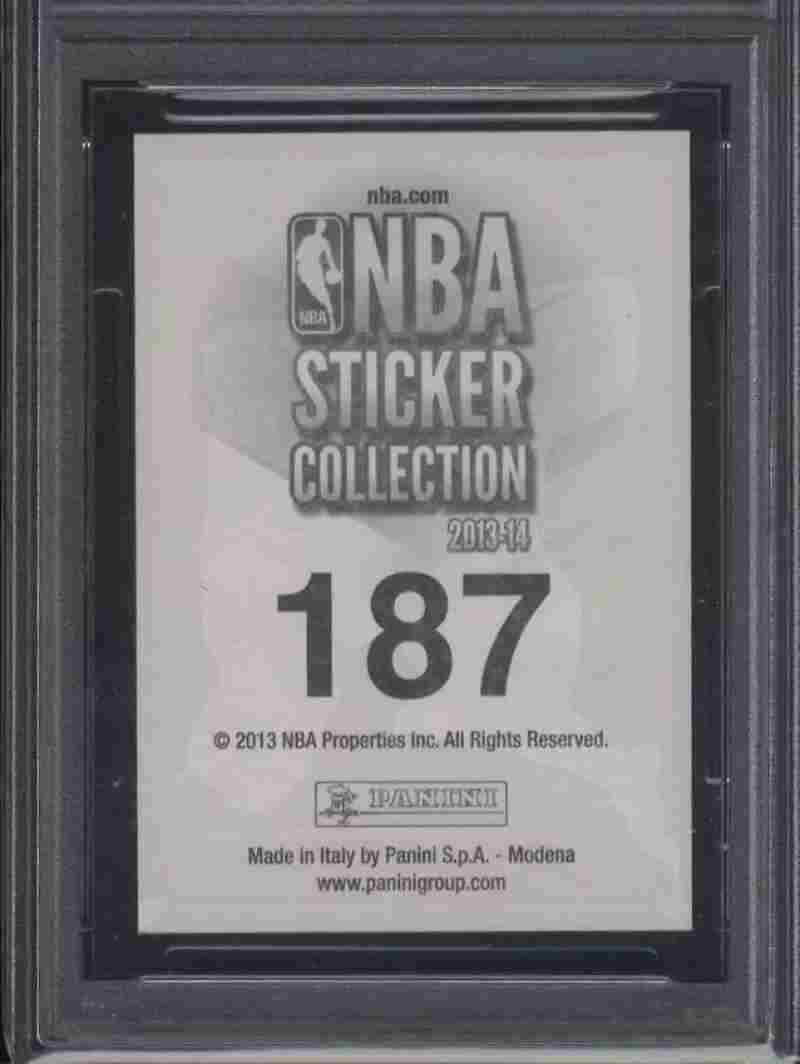 nba.com
NBA
NBA
STICKER
COLLECTION
2013-14
187
© 2013 NBA Properties Inc. All Rights Reserved.
PANINI
Made in Italy by Panini S.p.A. - Modena
www.paninigroup.com